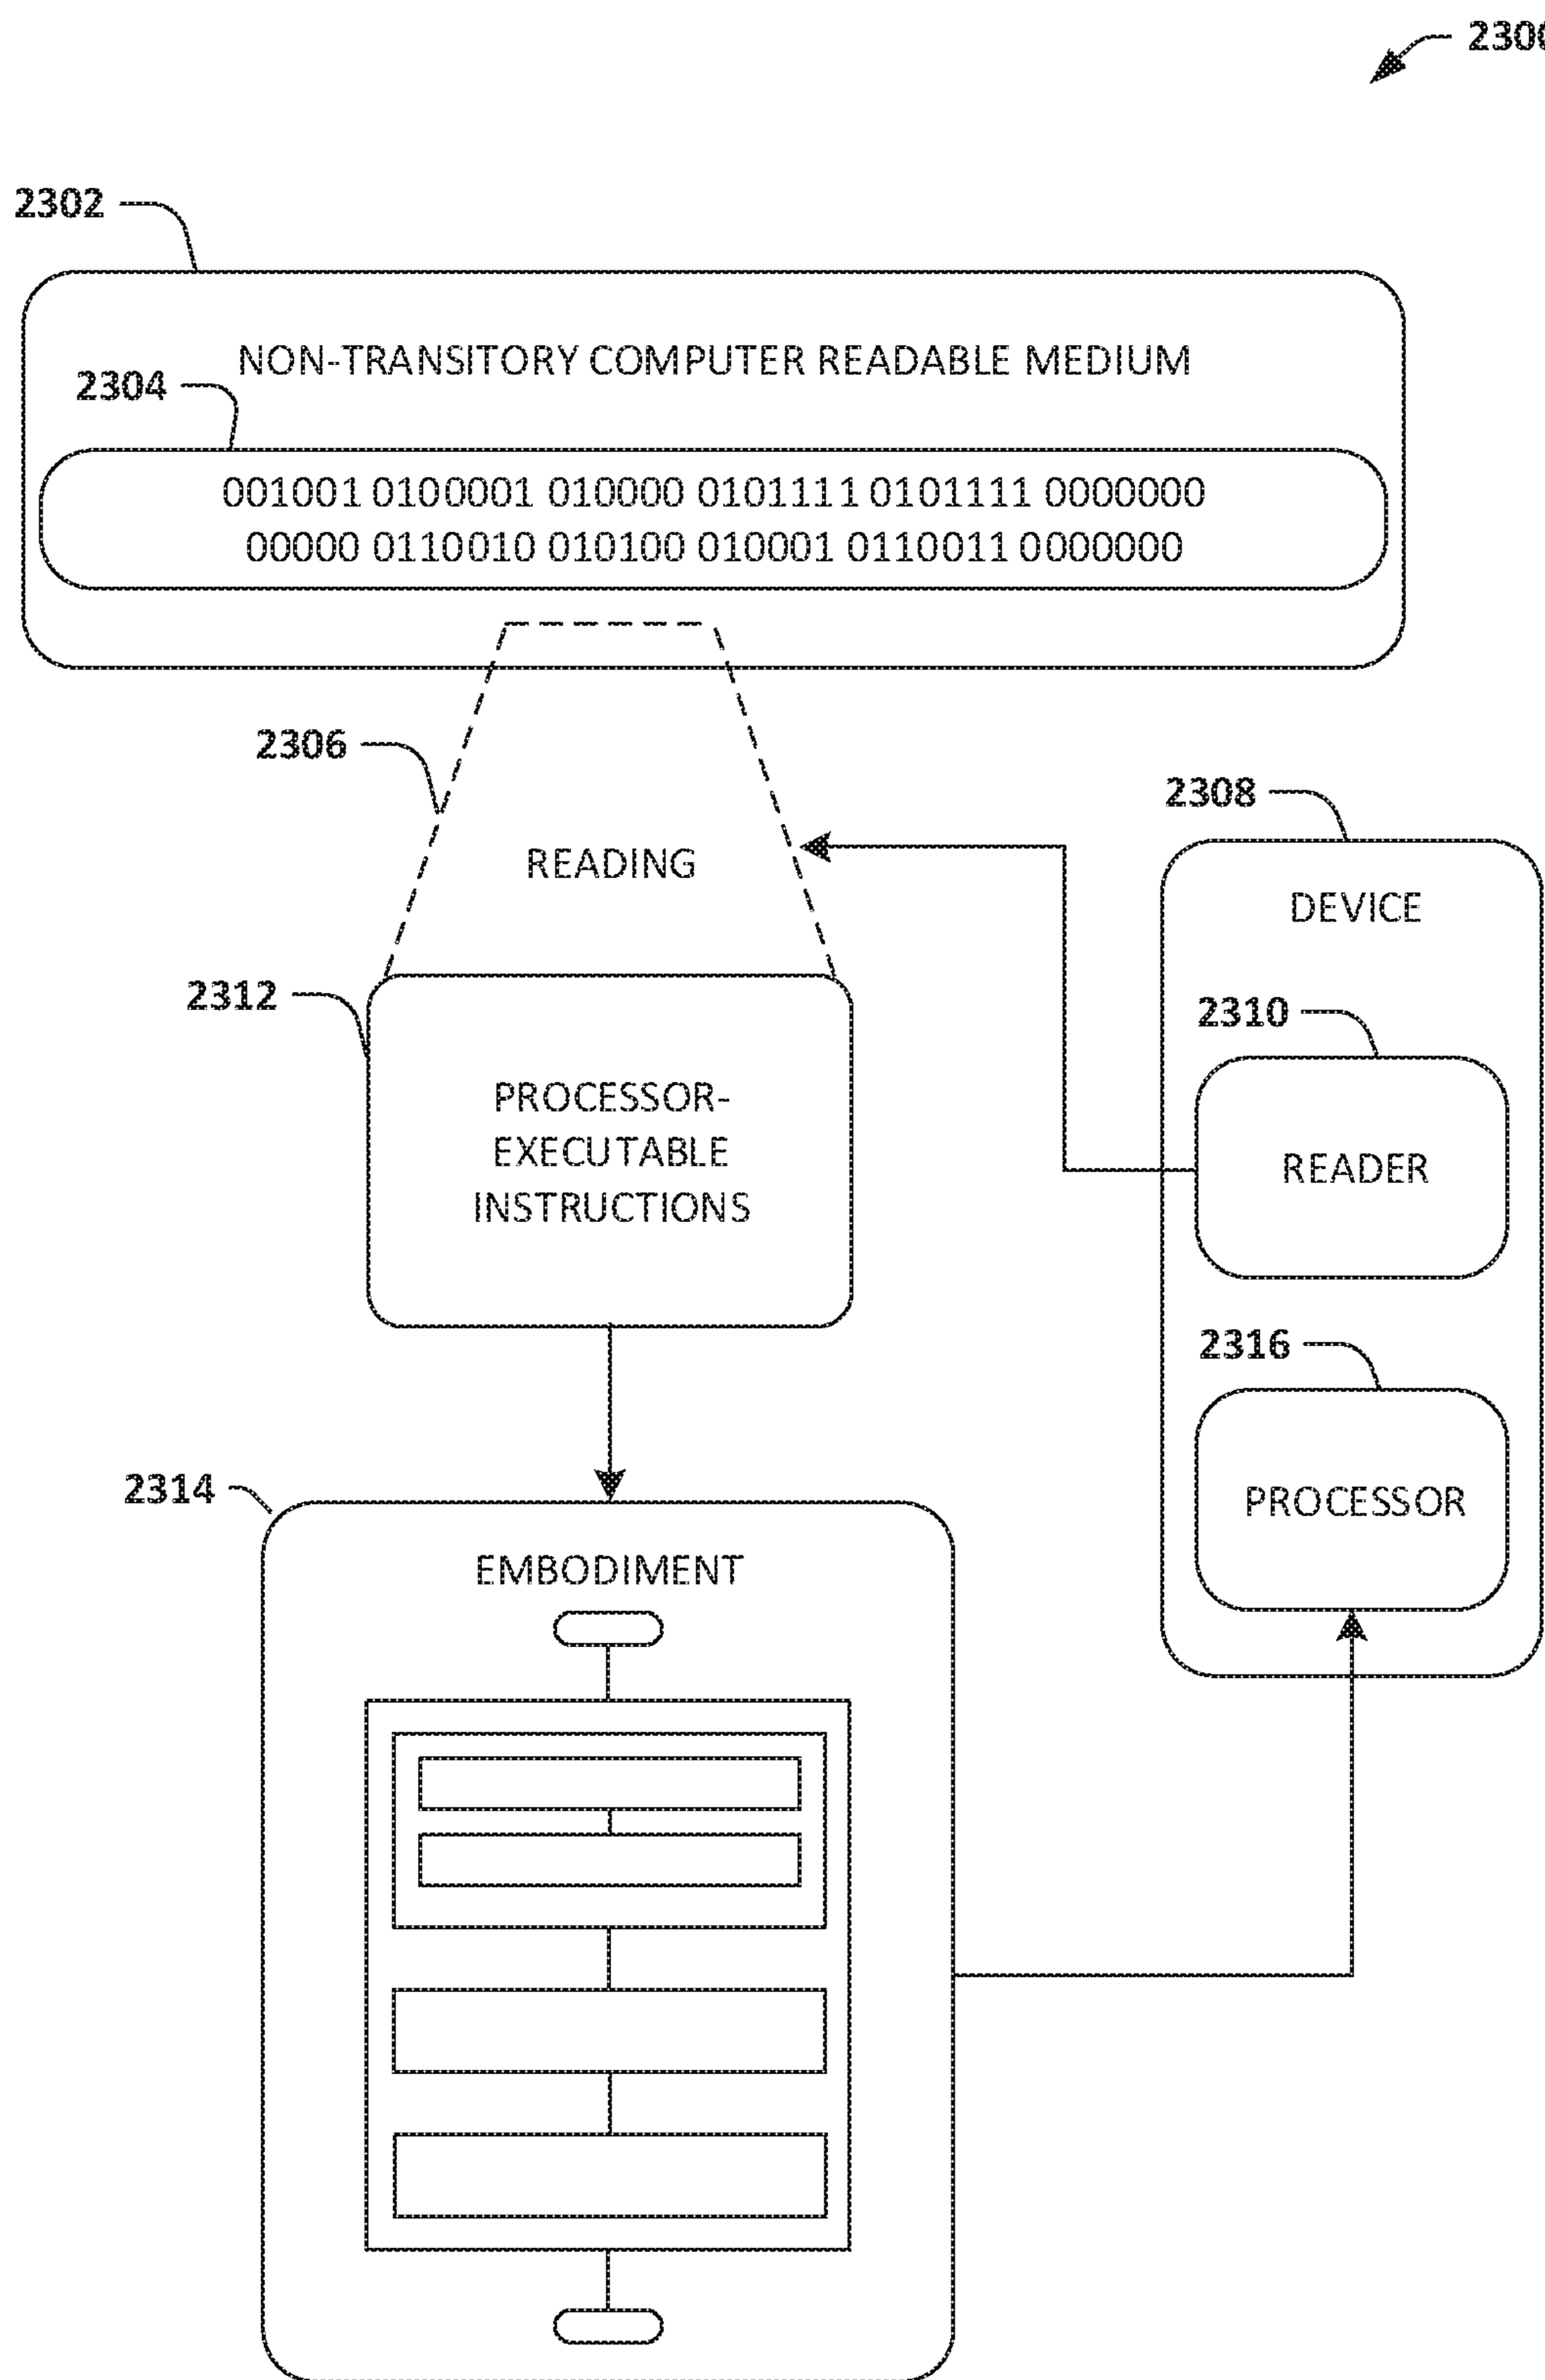 2300
2302
NON-TRANSITORY COMPUTER READABLE MEDIUM
2304
001001 0100001 010000 0101111 0101111 0000000
00000 0110010 010100 010001 0110011 0000000
2306
READING
2308
DEVICE
2310
READER
2312
PROCESSOR-
EXECUTABLE
INSTRUCTIONS
2316
PROCESSOR
2314
EMBODIMENT